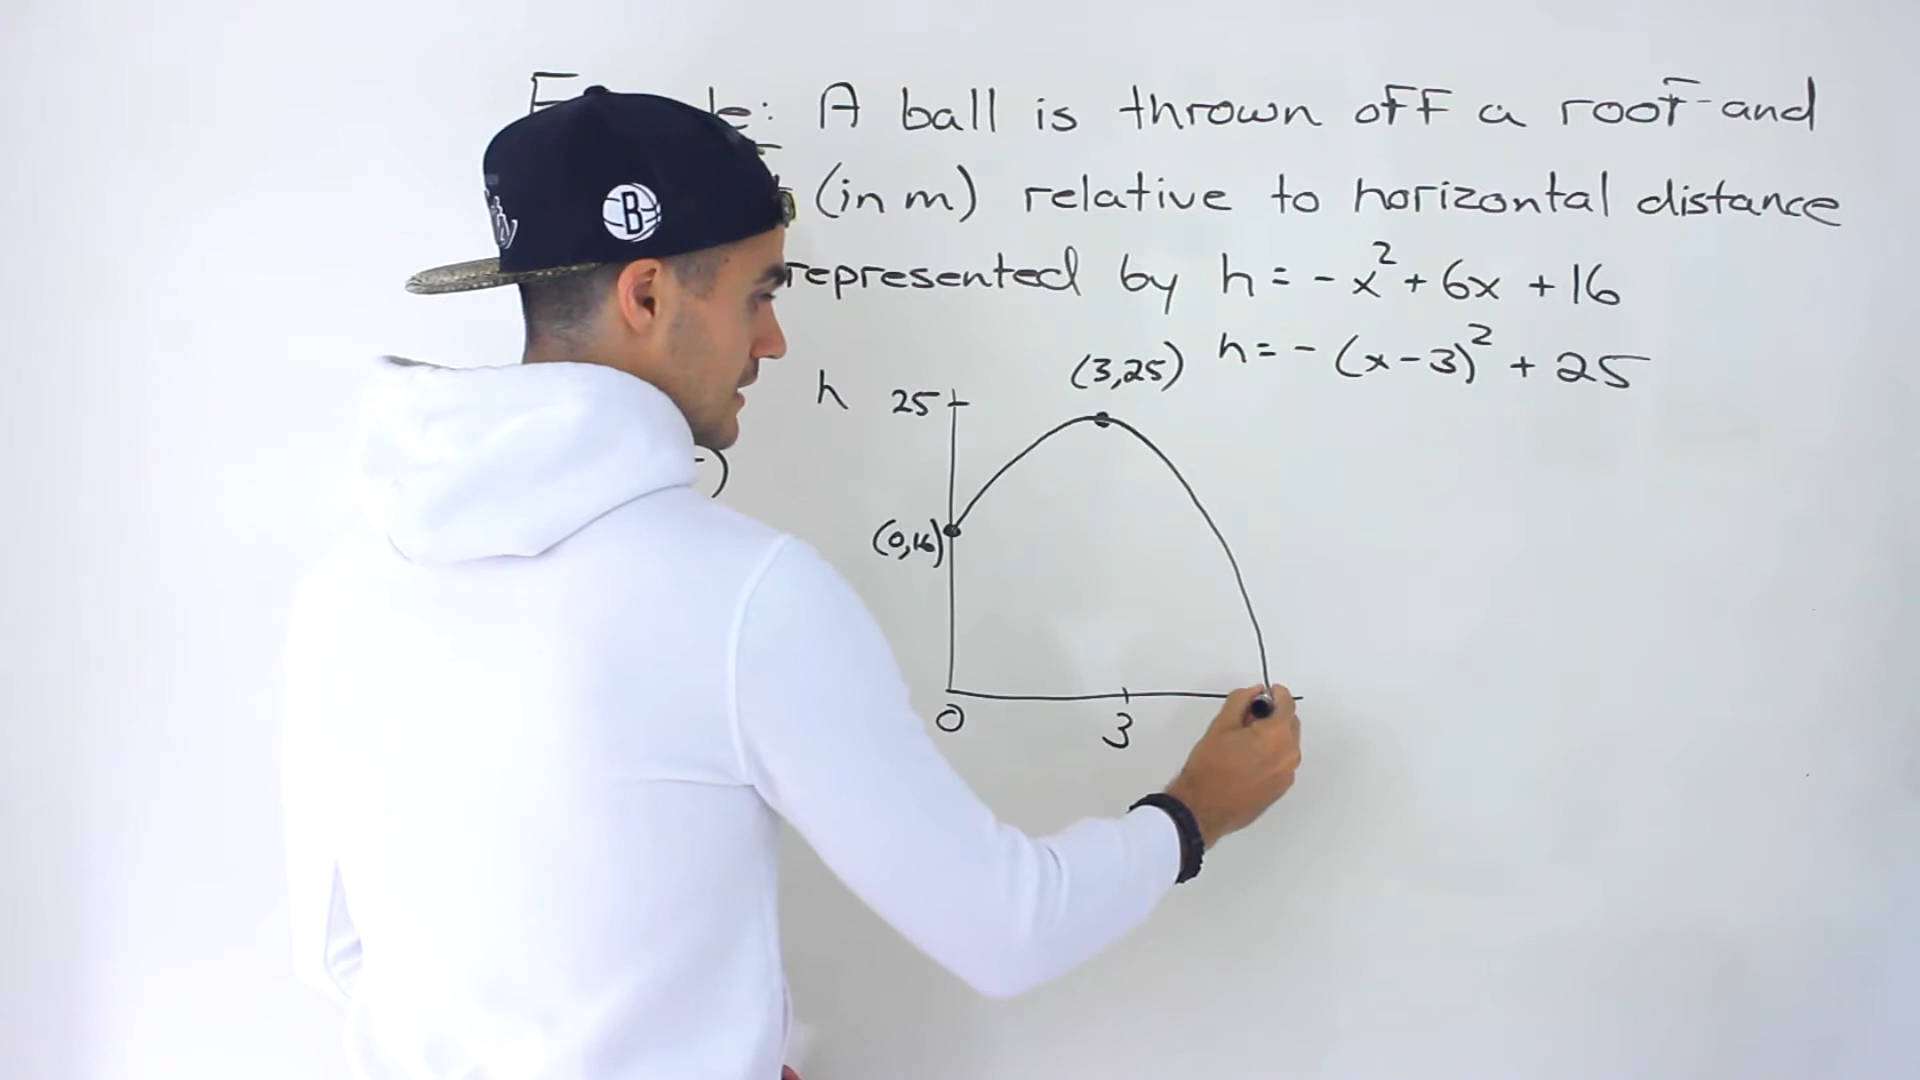 A ball is thrown off a roof and
(in m) relative to horizontal distance
represented by h = -x² + 6x + 16
h = -(x-3)² + 25
(3,25)
h 25
(0,16)
0 3
B